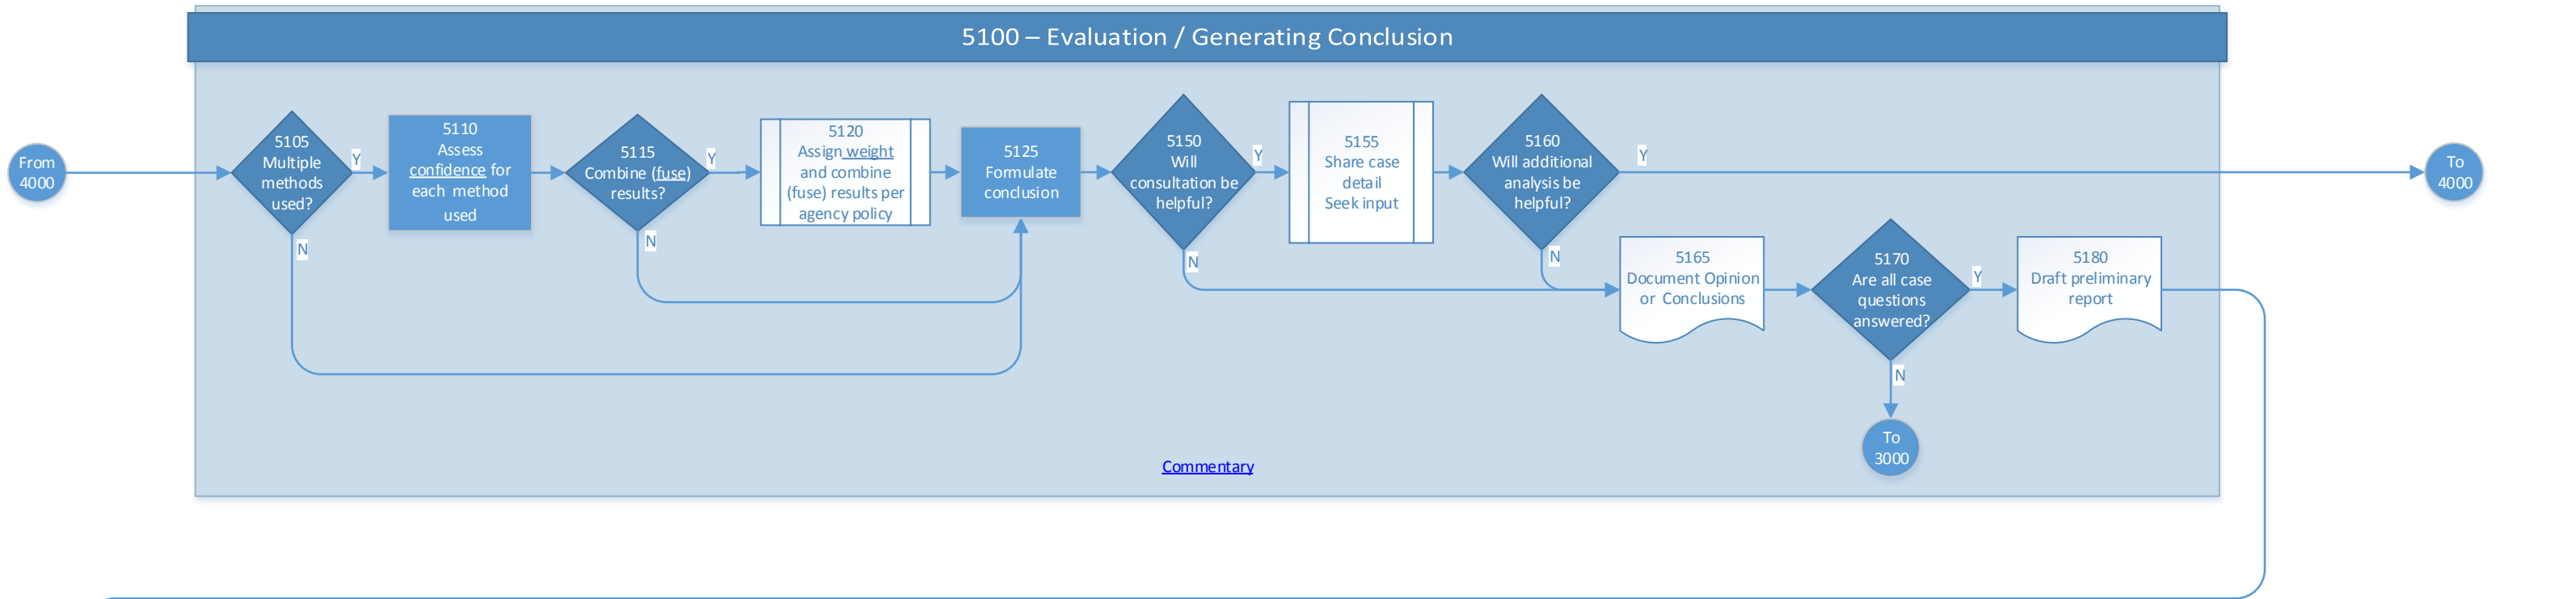 5100 – Evaluation / Generating Conclusion
From
4000
5105
Multiple
methods
used?
Y
N
5110
Assess
confidence for
each method
used
5115
Combine (fuse)
results?
Y
N
5120
Assign weight
and combine
(fuse) results per
agency policy
5125
Formulate
conclusion
5150
Will
consultation be
helpful?
Y
N
5155
Share case
detail
Seek input
5160
Will additional
analysis be
helpful?
Y
N
To
4000
5165
Document Opinion
or Conclusions
5170
Are all case
questions
answered?
Y
N
5180
Draft preliminary
report
To
3000
Commentary